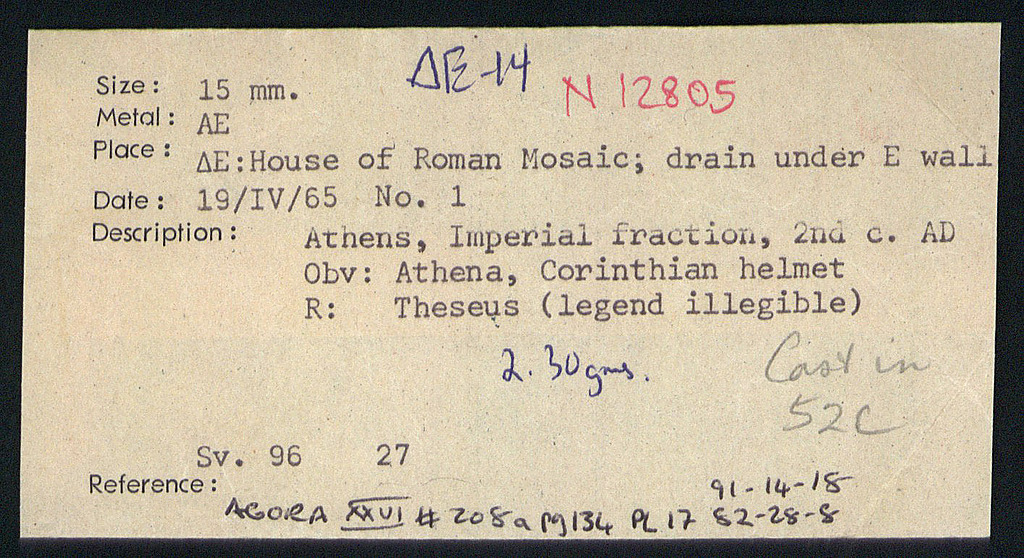 ΔE-14
N 12805
Size: 15 mm.
Metal: AE
Place: ΔE:House of Roman Mosaic; drain under E wall
Date: 19/IV/65 No. 1
Description: Athens, Imperial fraction, 2nd c. AD
Obv: Athena, Corinthian helmet
R: Theseus (legend illegible)
2.30 gms.
Cast in
52C
Sv. 96 27
Reference:
91-14-18
AGORA XXVI # 208a pg134 PL 17 82-28-8